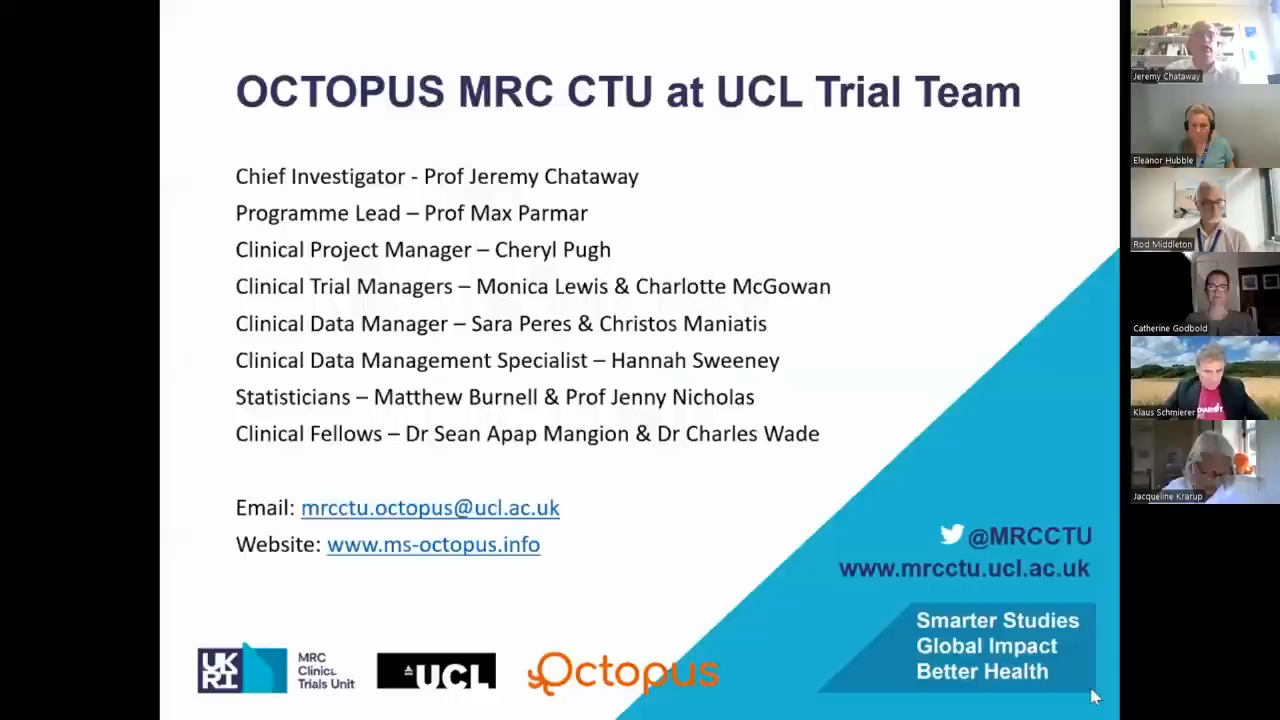 OCTOPUS MRC CTU at UCL Trial Team
Chief Investigator - Prof Jeremy Chataway
Programme Lead – Prof Max Parmar
Clinical Project Manager – Cheryl Pugh
Clinical Trial Managers – Monica Lewis & Charlotte McGowan
Clinical Data Manager – Sara Peres & Christos Maniatis
Clinical Data Management Specialist – Hannah Sweeney
Statisticians – Matthew Burnell & Prof Jenny Nicholas
Clinical Fellows – Dr Sean Apap Mangion & Dr Charles Wade
Email: mrcctu.octopus@ucl.ac.uk
Website: www.ms-octopus.info
@MRCCTU
www.mrcctu.ucl.ac.uk
Smarter Studies
Global Impact
Better Health
UK
RI
MRC
Clinical
Trials Unit
UCL
Octopus
Jeremy Chataway
Eleanor Hubble
Rod Middleton
Catherine Godbold
Klaus Schmierer
Jacqueline Krarup